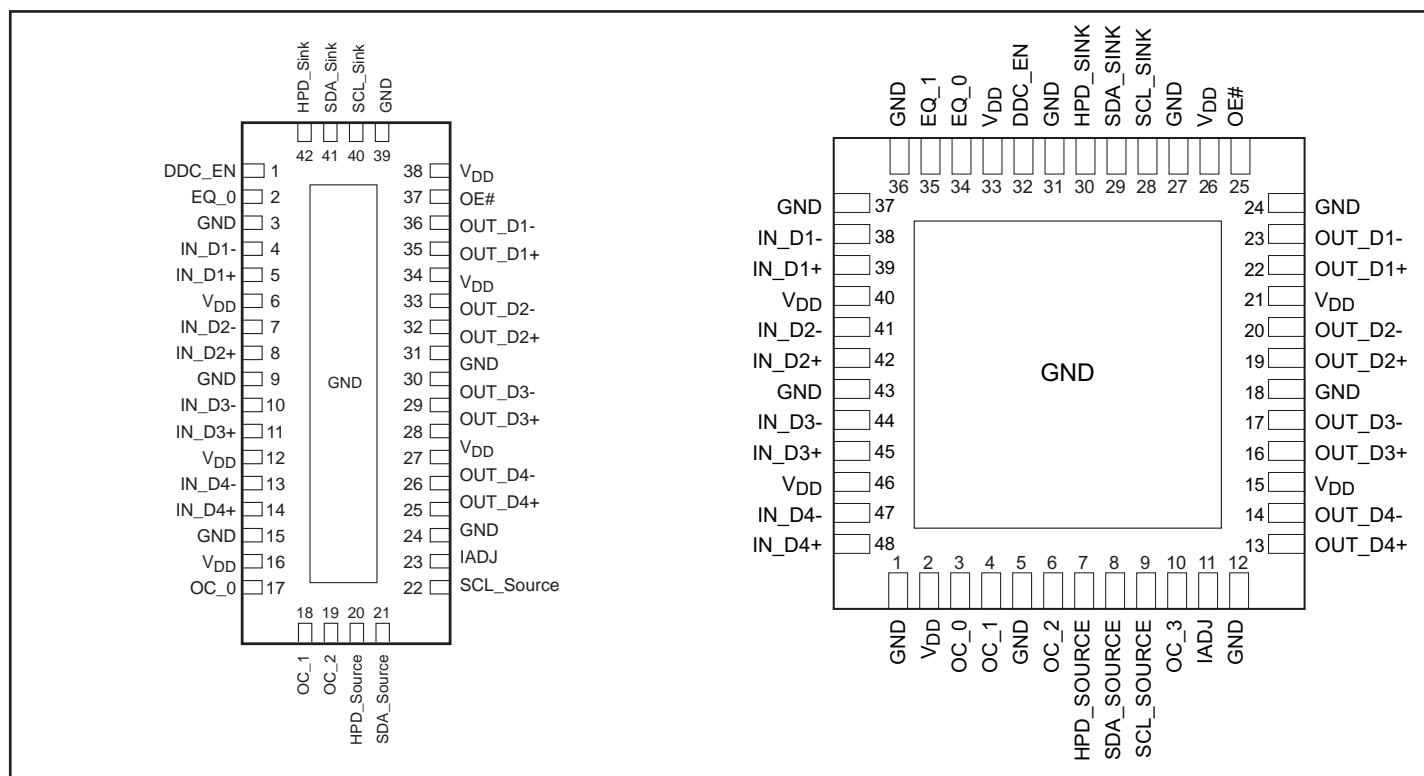 HPD_Sink
SDA_Sink
SCL_Sink
GND
42 41 40 39
DDC_EN 1
EQ_0 2
GND 3
IN_D1- 4
IN_D1+ 5
VDD 6
IN_D2- 7
IN_D2+ 8
GND 9
IN_D3- 10
IN_D3+ 11
VDD 12
IN_D4- 13
IN_D4+ 14
GND 15
VDD 16
OC_0 17
GND
38 VDD
37 OE#
36 OUT_D1-
35 OUT_D1+
34 VDD
33 OUT_D2-
32 OUT_D2+
31 GND
30 OUT_D3-
29 OUT_D3+
28 VDD
27 OUT_D4-
26 OUT_D4+
25 GND
24 IADJ
23 SCL_Source
22
18 19 20 21
OC_1
OC_2
HPD_Source
SDA_Source
GND
EQ_1
EQ_0
VDD
DDC_EN
GND
HPD_SINK
SDA_SINK
SCL_SINK
GND
VDD
OE#
36 35 34 33 32 31 30 29 28 27 26 25
GND 37
IN_D1- 38
IN_D1+ 39
VDD 40
IN_D2- 41
IN_D2+ 42
GND 43
IN_D3- 44
IN_D3+ 45
VDD 46
IN_D4- 47
IN_D4+ 48
GND
24 GND
23 OUT_D1-
22 OUT_D1+
21 VDD
20 OUT_D2-
19 OUT_D2+
18 GND
17 OUT_D3-
16 OUT_D3+
15 VDD
14 OUT_D4-
13 OUT_D4+
1 2 3 4 5 6 7 8 9 10 11 12
GND
VDD
OC_0
OC_1
GND
OC_2
HPD_SOURCE
SDA_SOURCE
SCL_SOURCE
OC_3
IADJ
GND